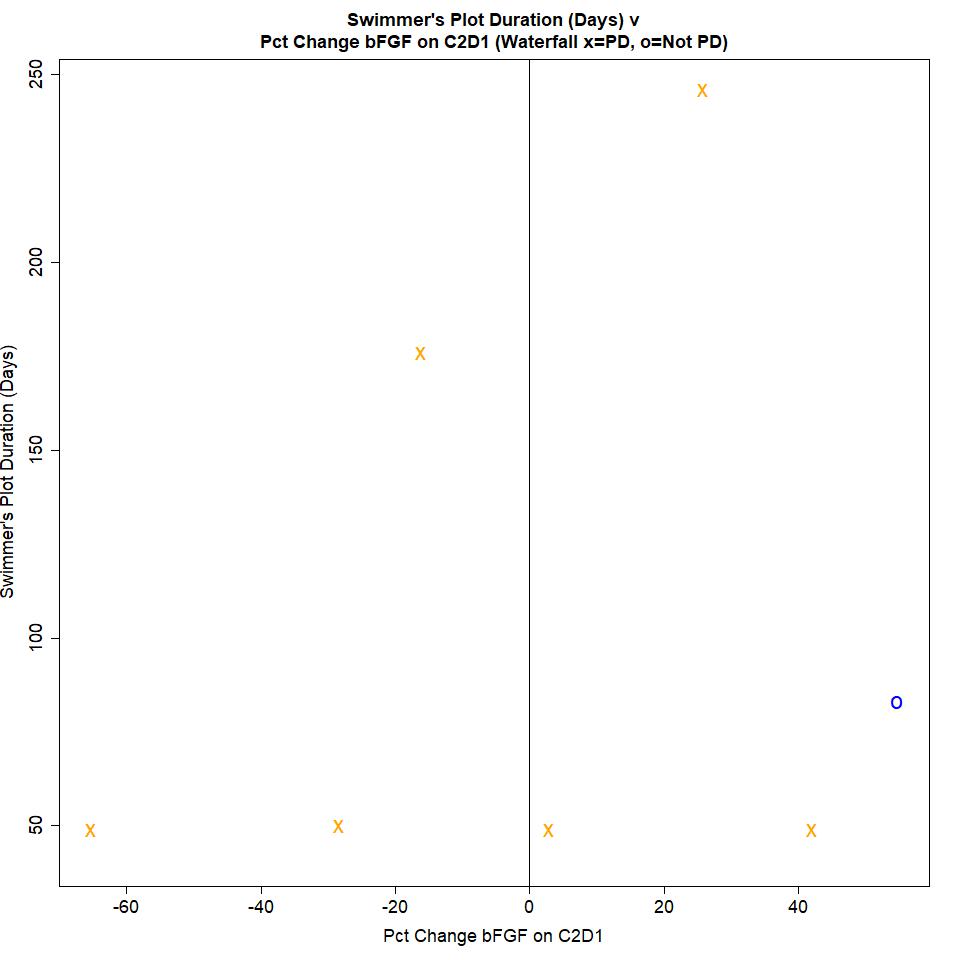 Swimmer's Plot Duration (Days) v
Pct Change bFGF on C2D1 (Waterfall x=PD, o=Not PD)
Swimmer's Plot Duration (Days)
250
200
150
100
50
X
X
O
X
X
X
X
-60
-40
-20
0
20
40
Pct Change bFGF on C2D1